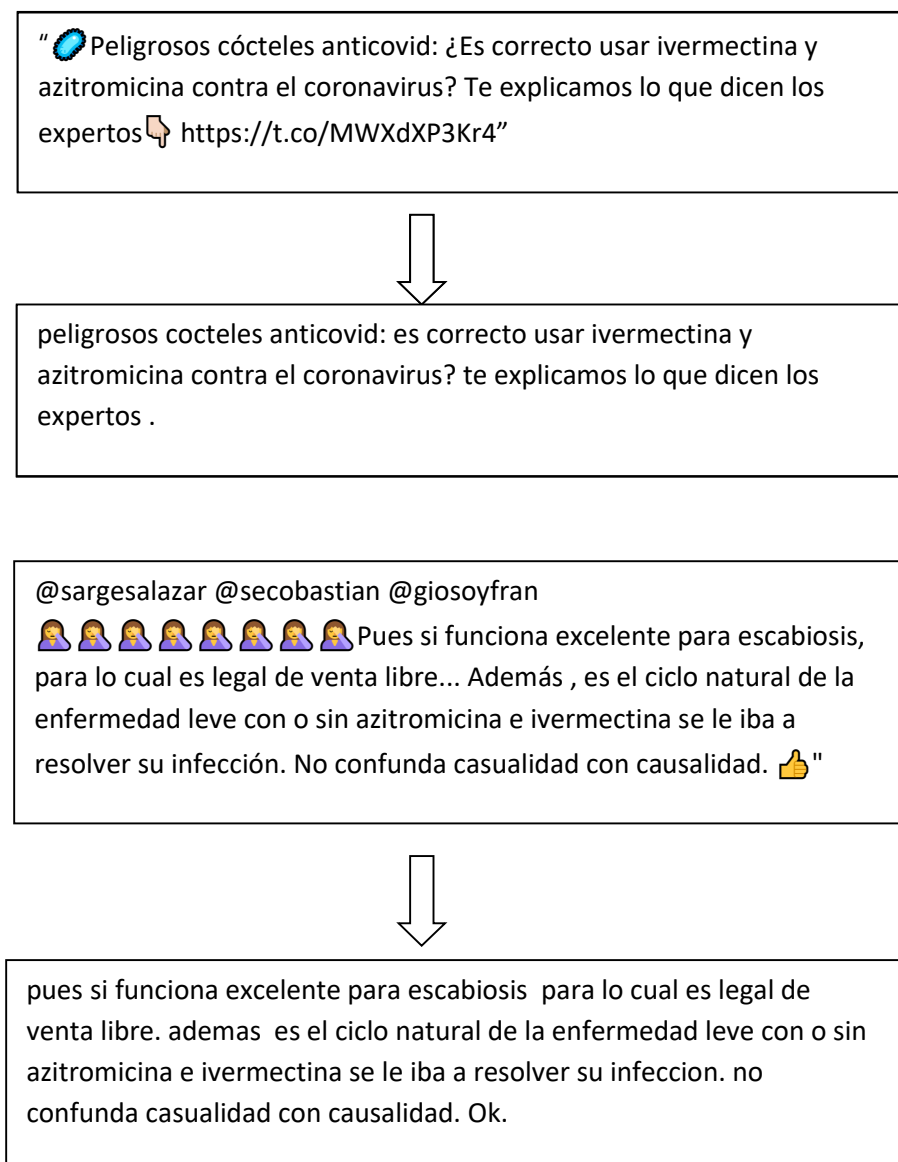 “🦠Peligrosos cócteles anticovid: ¿Es correcto usar ivermectina y
azitromicina contra el coronavirus? Te explicamos lo que dicen los
expertos👇🏻 https://t.co/MWXdXP3Kr4”
peligrosos cocteles anticovid: es correcto usar ivermectina y
azitromicina contra el coronavirus? te explicamos lo que dicen los
expertos .
@sargesalazar @secobastian @giosoyfran
🤦‍♀️🤦‍♀️🤦‍♀️🤦‍♀️🤦‍♀️🤦‍♀️🤦‍♀️🤦‍♀️Pues si funciona excelente para escabiosis,
para lo cual es legal de venta libre... Además , es el ciclo natural de la
enfermedad leve con o sin azitromicina e ivermectina se le iba a
resolver su infección. No confunda casualidad con causalidad. 👍"
pues si funciona excelente para escabiosis  para lo cual es legal de
venta libre. ademas  es el ciclo natural de la enfermedad leve con o sin
azitromicina e ivermectina se le iba a resolver su infeccion. no
confunda casualidad con causalidad. Ok.